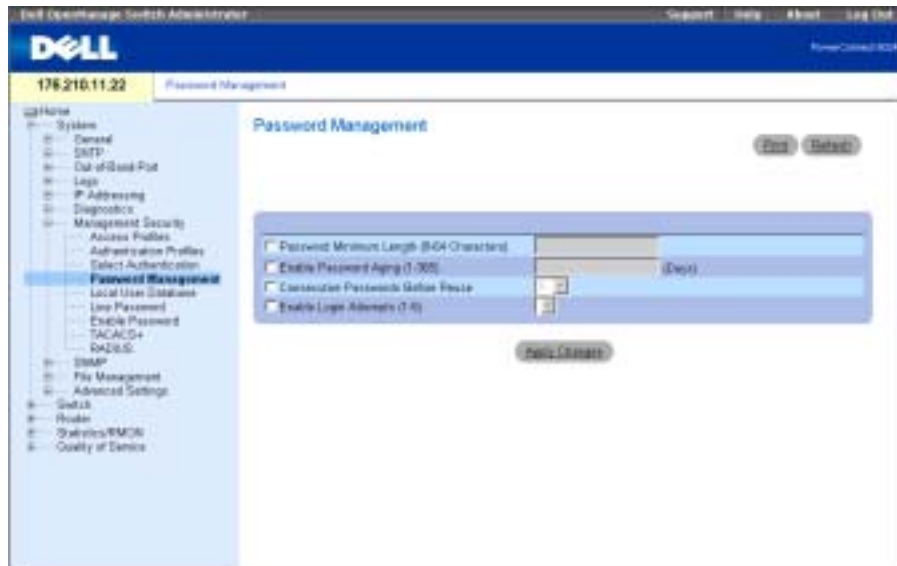 Dell OpenManage Switch Administrator
Support Help About Log Out
DELL
176.210.11.22
Password Management
Home
System
General
SNTP
Out-of-Band Port
Logs
IP Addressing
Diagnostics
Management Security
Access Profiles
Authentication Profiles
Select Authentication
Password Management
Local User Database
Line Password
Enable Password
TACACS+
RADIUS
SNMP
File Management
Advanced Settings
Switch
Router
Statistics/RMON
Quality of Service
Password Management
Print Refresh
Password Minimum Length (8-64 Characters)
Enable Password Aging (1-365) (Days)
Consecutive Passwords Before Reuse
Enable Login Attempts (1-5)
Apply Changes